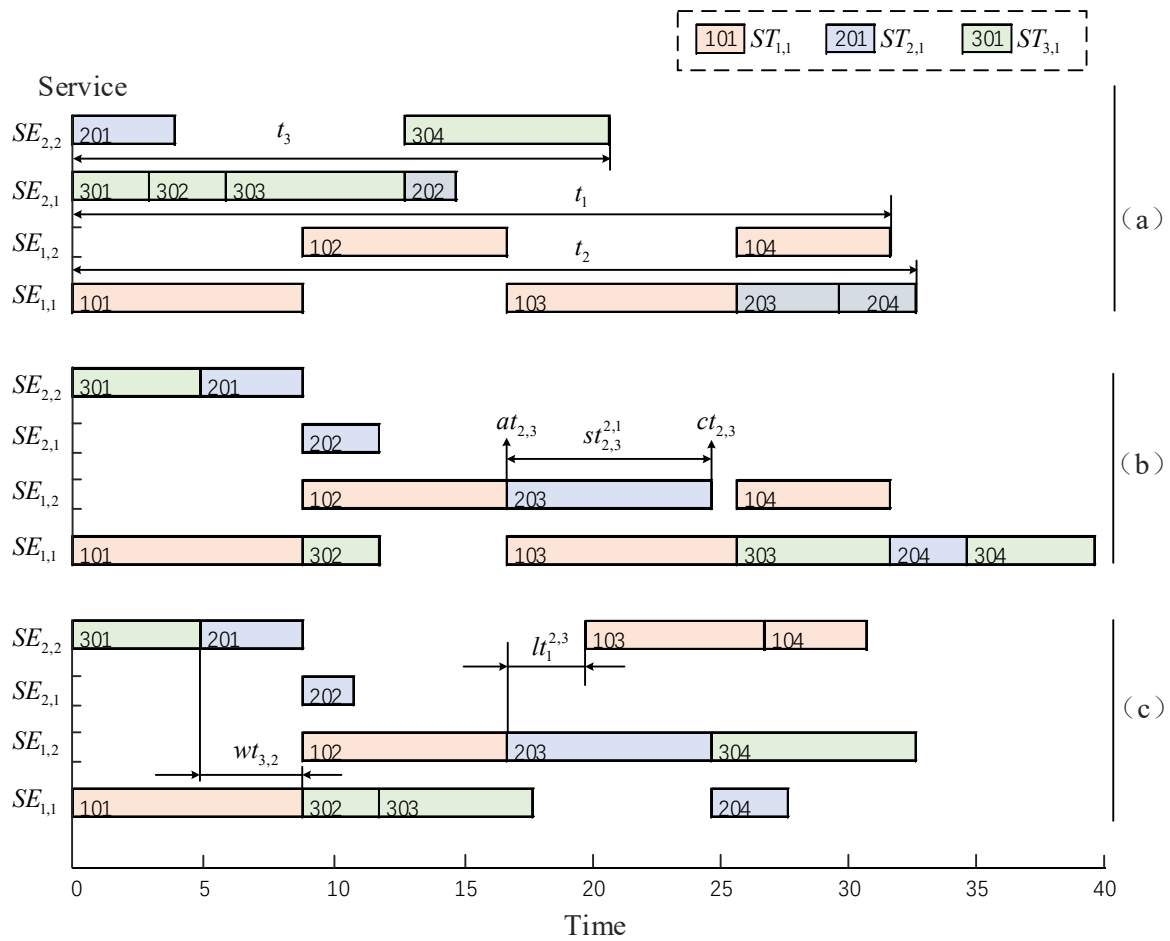 101 ST1,1 201 ST2,1 301 ST3,1
Service
SE2,2 201 t3 304
SE2,1 301 302 303 202
t1
SE1,2 102 104
t2
SE1,1 101 103 203 204
(a)
SE2,2 301 201
SE2,1 202 at2,3 st2,3^2,1 ct2,3
SE1,2 102 203 104
SE1,1 101 302 103 303 204 304
(b)
SE2,2 301 201 103 104
lt1^2,3
SE2,1 202
SE1,2 102 203 304
wt3,2
SE1,1 101 302 303 204
(c)
0 5 10 15 20 25 30 35 40
Time